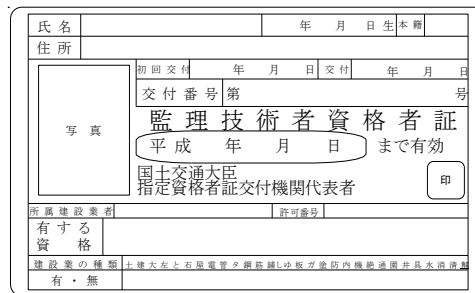 氏名 年 月 日生 本籍
住所
初回交付 年 月 日 交付 年 月 日
交付番号 第 号
写真
監理技術者資格者証
平成 年 月 日 まで有効
国土交通大臣
指定資格者証交付機関代表者
印
所属建設業者 許可番号
有する
資格
建設業の種類 土建大左と石屋電管タ鋼筋舗しゆ板ガ塗防内機絶通園井具水消清解
有・無